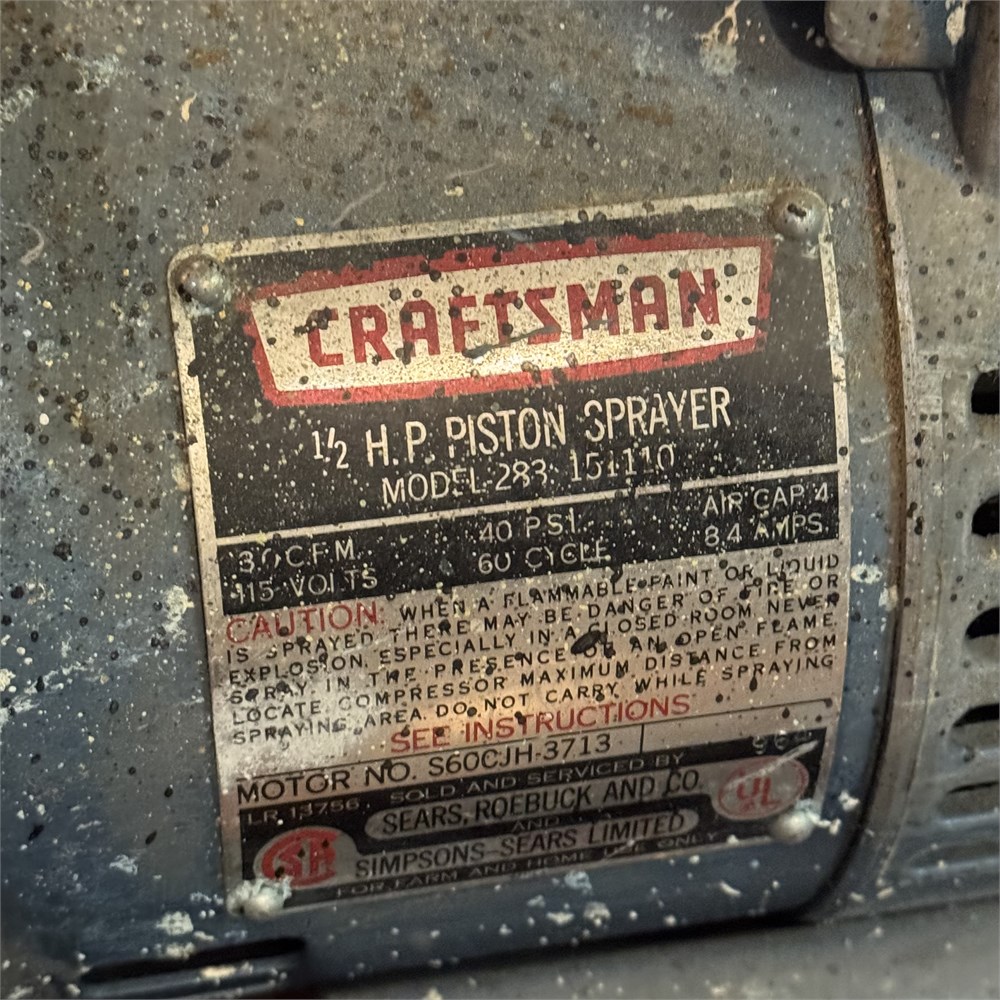 CRAFTSMAN
1/2 H.P. PISTON SPRAYER
MODEL 283 151110
C.F.M. 40 P.S.I. AIR CAP 4
115 VOLTS 60 CYCLE 8.4 AMPS.
CAUTION: WHEN A FLAMMABLE PAINT OR LIQUID
IS SPRAYED THERE MAY BE DANGER OF FIRE OR
EXPLOSION, ESPECIALLY IN A CLOSED ROOM. NEVER
SPRAY IN THE PRESENCE OF AN OPEN FLAME.
LOCATE COMPRESSOR MAXIMUM DISTANCE FROM
SPRAYING AREA. DO NOT CARRY WHILE SPRAYING
SEE INSTRUCTIONS
MOTOR NO. S60CJH-3713
LR 13756 SOLD AND SERVICED BY
SEARS, ROEBUCK AND CO. UL
AND
SA SIMPSONS-SEARS LIMITED
FOR FARM AND HOME USE ONLY